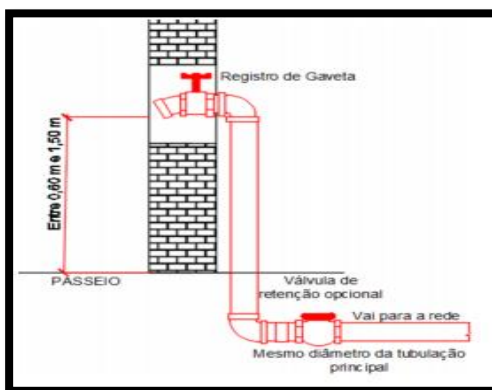 Registro de Gaveta
Entre 0,60 m e 1,50 m
PASSEIO
Válvula de
retenção opcional
Vai para a rede
Mesmo diâmetro da tubulação
principal